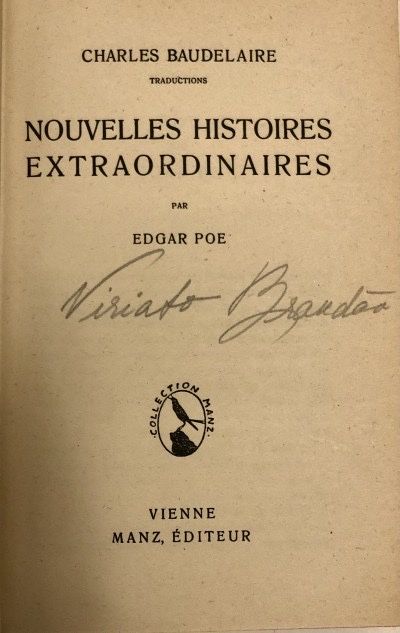 CHARLES BAUDELAIRE
TRADUCTIONS
NOUVELLES HISTOIRES
EXTRAORDINAIRES
PAR
EDGAR POE
Viriato Brandão
·COLLECTION MANZ·
VIENNE
MANZ, ÉDITEUR